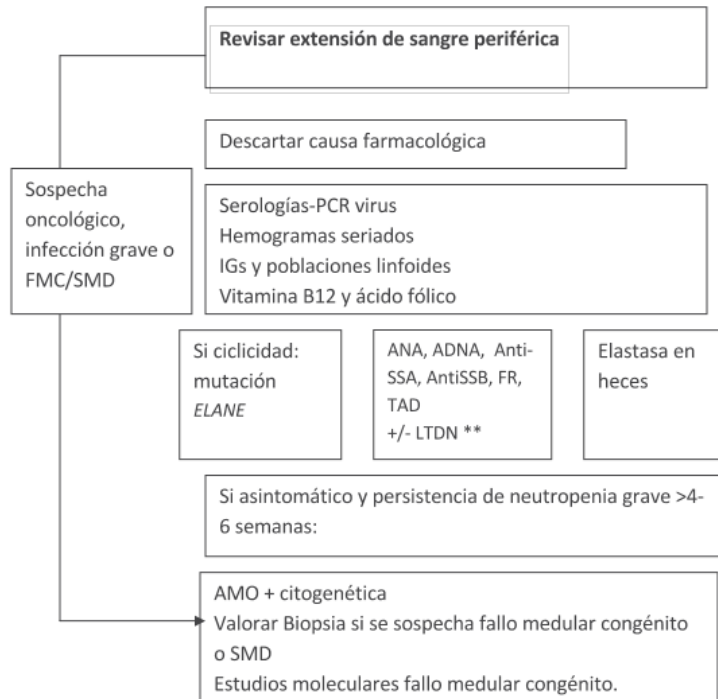 Revisar extensión de sangre periférica
Descartar causa farmacológica
Sospecha
oncológico,
infección grave o
FMC/SMD
Serologías-PCR virus
Hemogramas seriados
IGs y poblaciones linfoides
Vitamina B12 y ácido fólico
Si ciclicidad:
mutación
ELANE
ANA, ADNA, Anti-
SSA, AntiSSB, FR,
TAD
+/- LTDN **
Elastasa en
heces
Si asintomático y persistencia de neutropenia grave >4-
6 semanas:
AMO + citogenética
Valorar Biopsia si se sospecha fallo medular congénito
o SMD
Estudios moleculares fallo medular congénito.